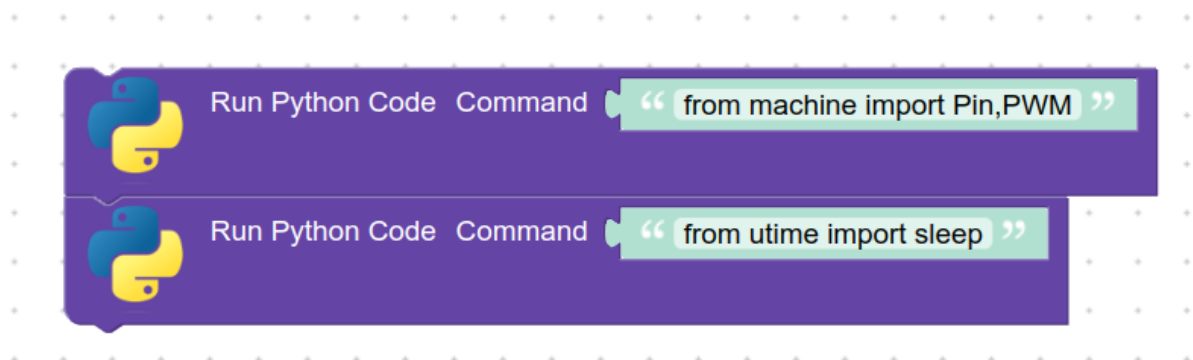 Run Python Code Command “ from machine import Pin,PWM ”
Run Python Code Command “ from utime import sleep ”